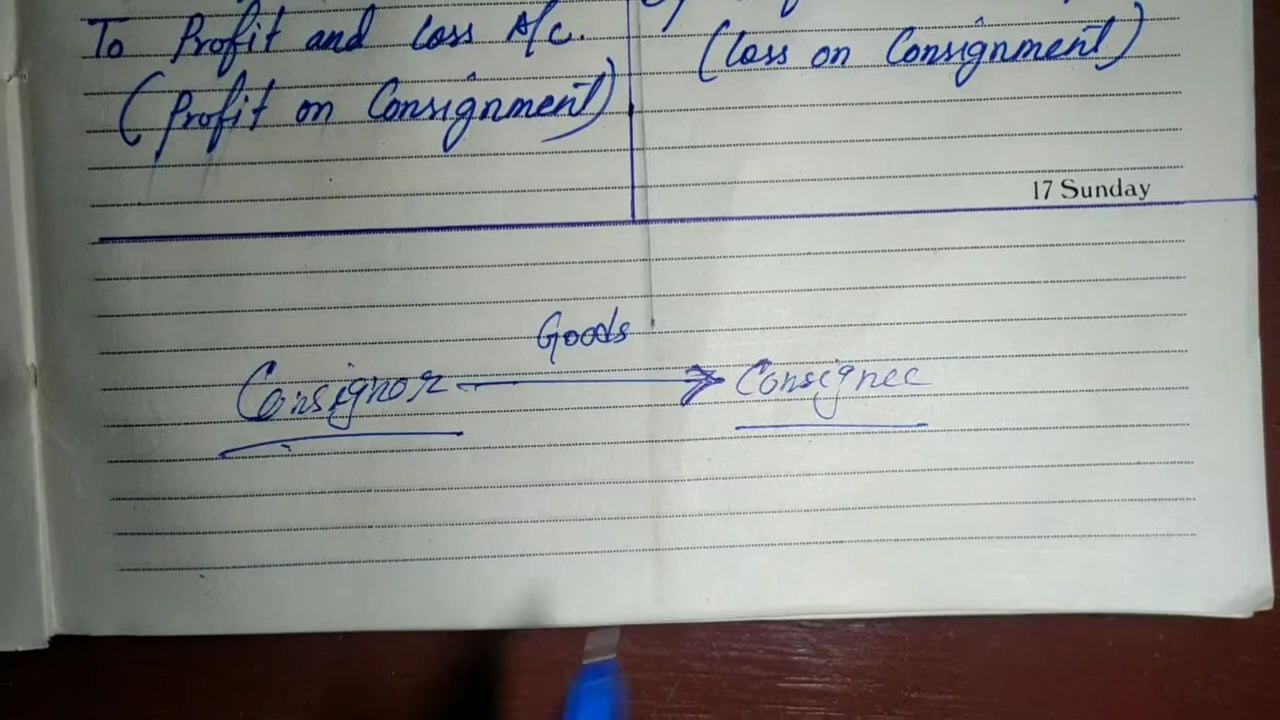 To Profit and Loss A/c.
(Profit on Consignment)
(Loss on Consignment)
17 Sunday
Goods
Consignor
Consignee